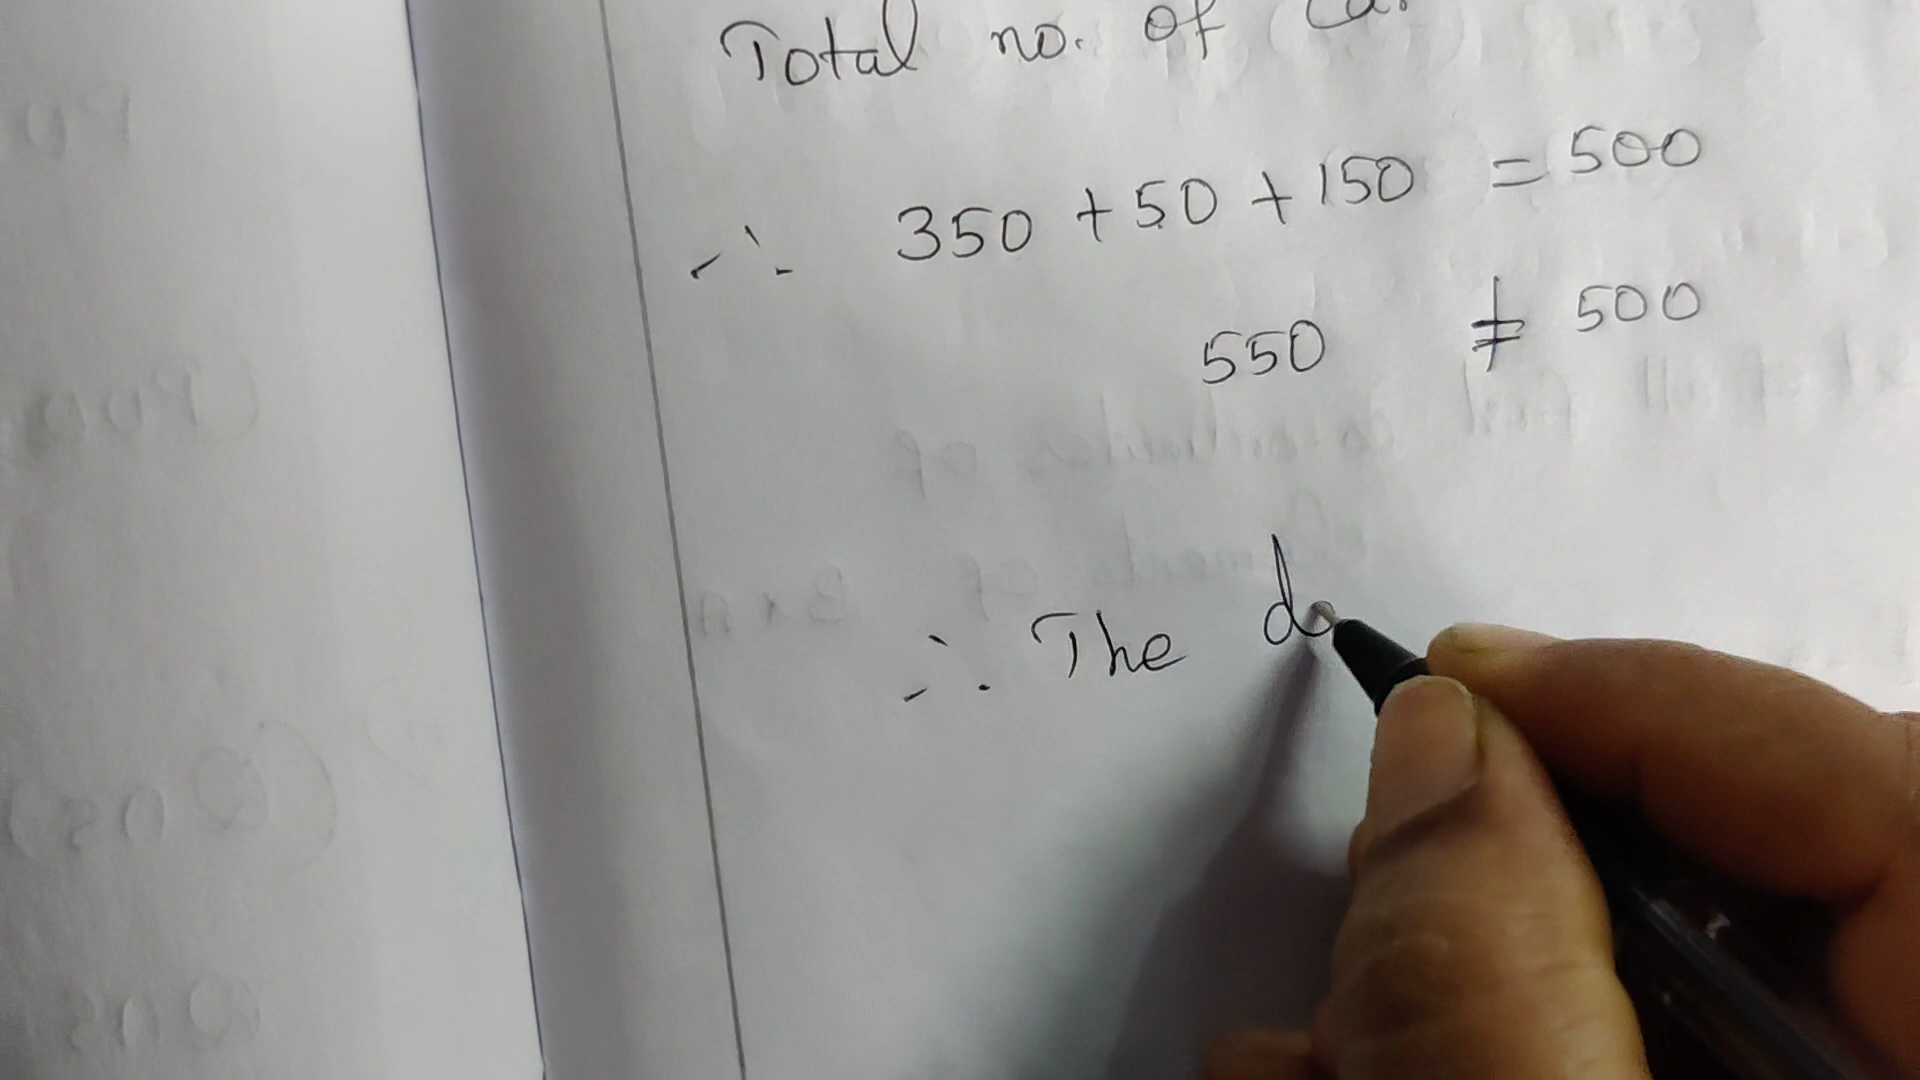 Total no. of
∴ 350 + 50 + 150 = 500
550 ≠ 500
∴ The